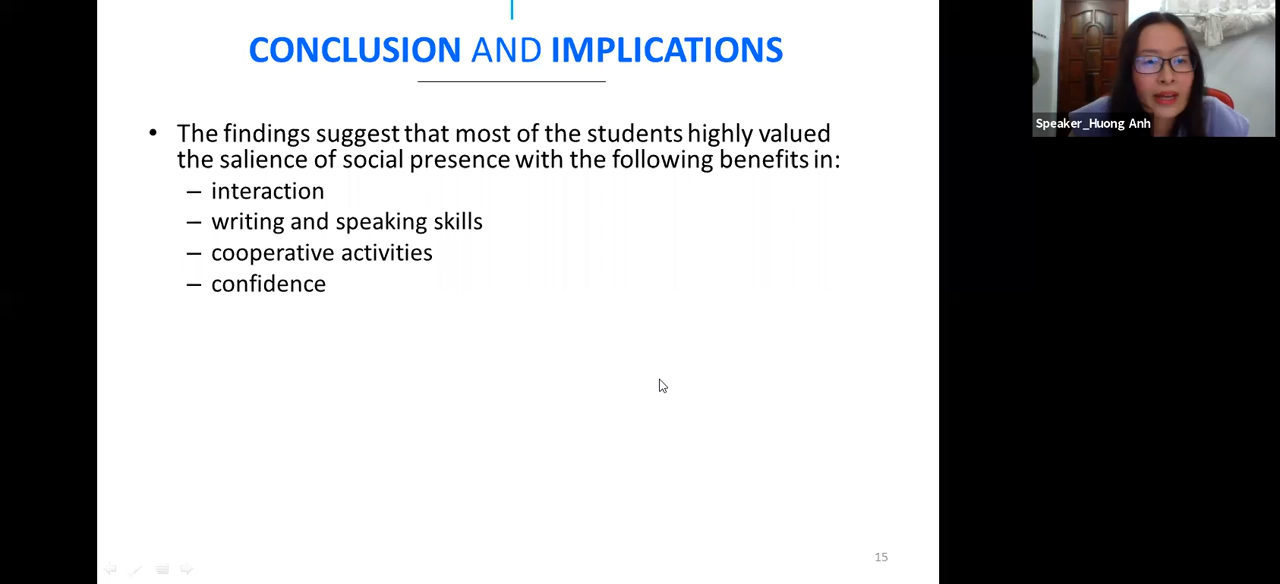 CONCLUSION AND IMPLICATIONS
• The findings suggest that most of the students highly valued
the salience of social presence with the following benefits in:
– interaction
– writing and speaking skills
– cooperative activities
– confidence
15
Speaker_Huong Anh